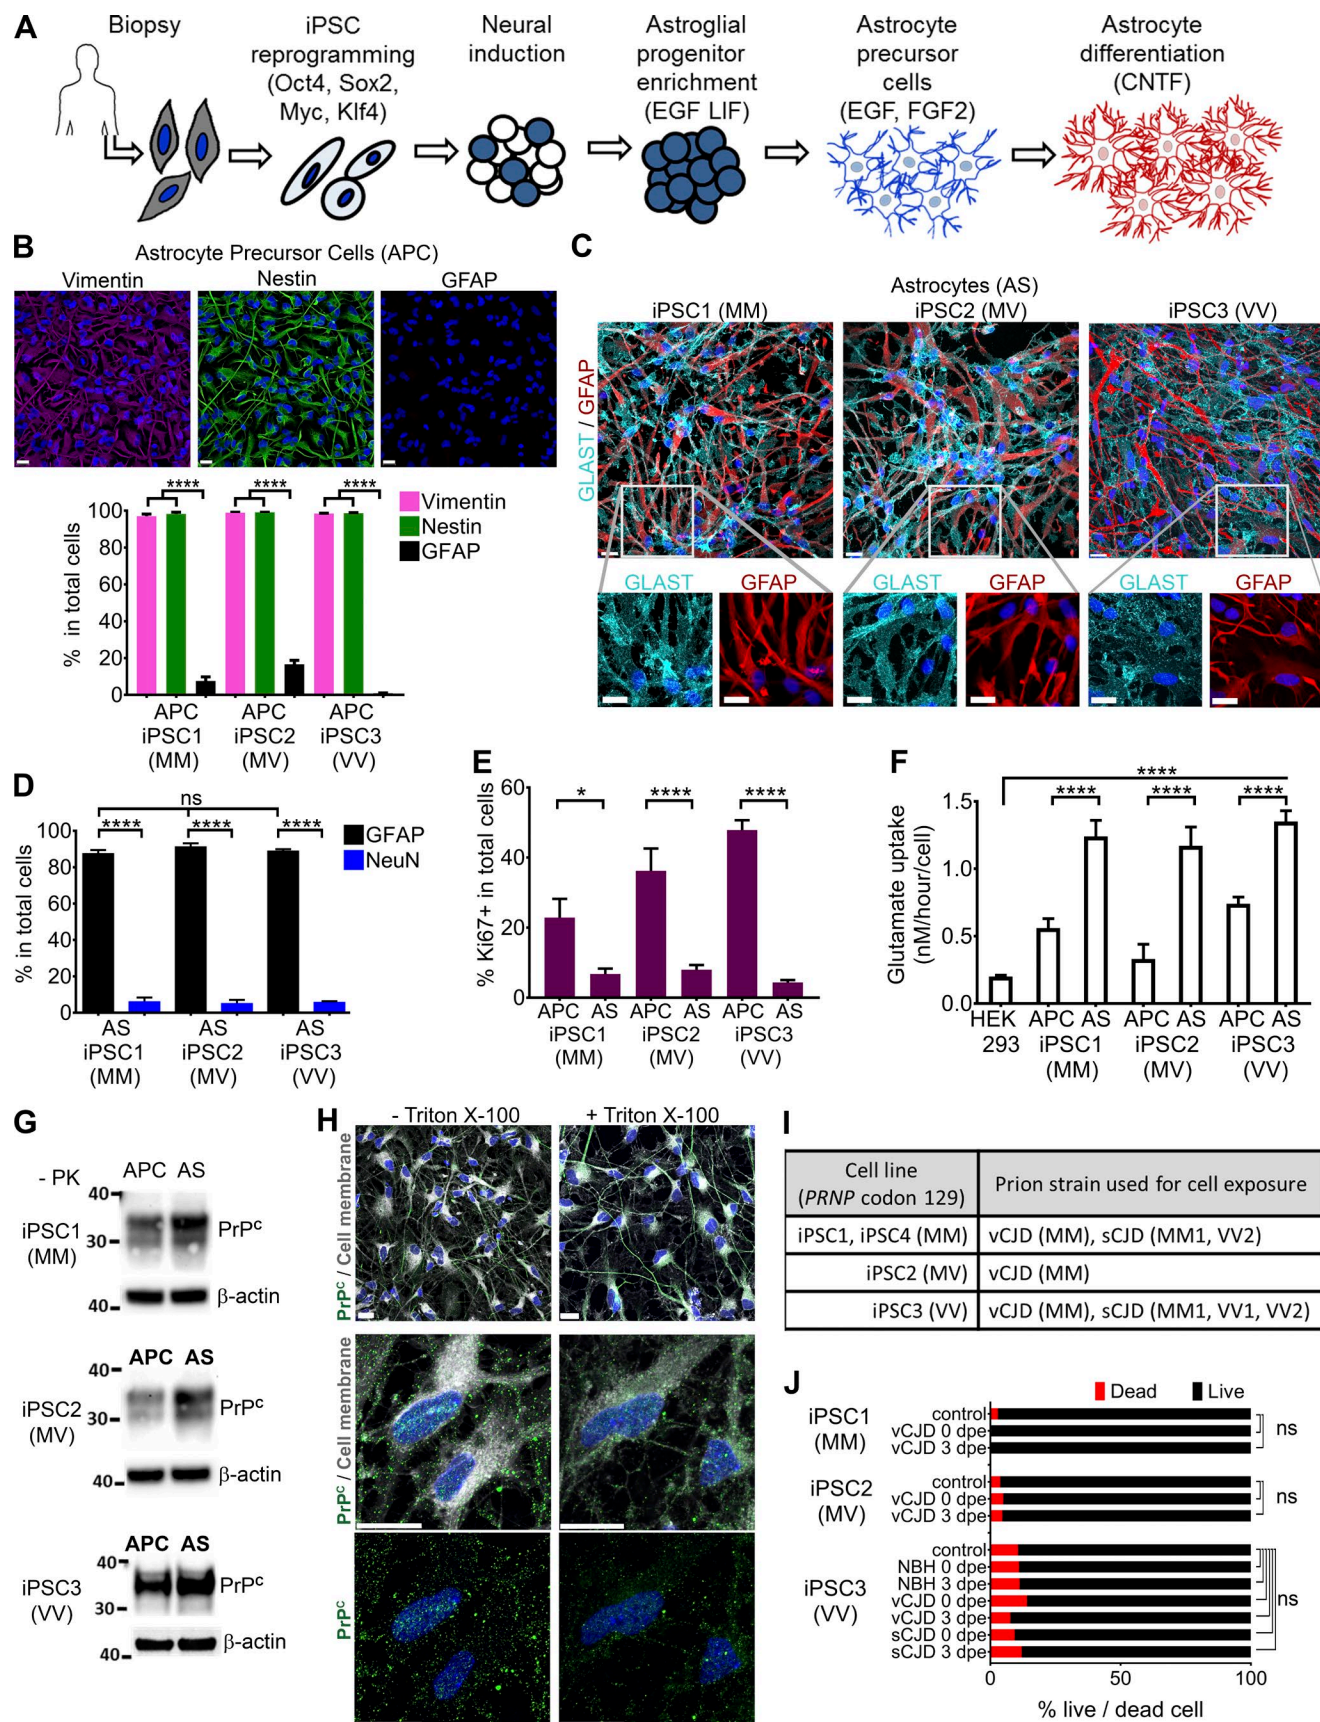 A
Biopsy
iPSC
reprogramming
(Oct4, Sox2,
Myc, Klf4)
Neural
induction
Astroglial
progenitor
enrichment
(EGF LIF)
Astrocyte
precursor
cells
(EGF, FGF2)
Astrocyte
differentiation
(CNTF)
B
Astrocyte Precursor Cells (APC)
Vimentin
Nestin
GFAP
**** **** ****
Vimentin
Nestin
GFAP
% in total cells
100
80
60
40
20
0
APC APC APC
iPSC1 iPSC2 iPSC3
(MM) (MV) (VV)
C
Astrocytes (AS)
iPSC1 (MM)
iPSC2 (MV)
iPSC3 (VV)
GLAST / GFAP
GLAST GFAP GLAST GFAP GLAST GFAP
D
ns
**** **** ****
GFAP
NeuN
% in total cells
100
80
60
40
20
0
AS AS AS
iPSC1 iPSC2 iPSC3
(MM) (MV) (VV)
E
* **** ****
% Ki67+ in total cells
60
40
20
0
APC AS APC AS APC AS
iPSC1 iPSC2 iPSC3
(MM) (MV) (VV)
F
****
**** **** ****
Glutamate uptake
(nM/hour/cell)
1.5
1.0
0.5
0.0
HEK APC AS APC AS APC AS
293 iPSC1 iPSC2 iPSC3
(MM) (MV) (VV)
G
- PK
APC AS
40
30
iPSC1
(MM)
PrPᶜ
40
β-actin
APC AS
40
30
iPSC2
(MV)
PrPᶜ
40
β-actin
APC AS
40
30
iPSC3
(VV)
PrPᶜ
40
β-actin
H
- Triton X-100
+ Triton X-100
PrPᶜ / Cell membrane
PrPᶜ / Cell membrane
PrPᶜ
I
Cell line
(PRNP codon 129)
Prion strain used for cell exposure
iPSC1, iPSC4 (MM) vCJD (MM), sCJD (MM1, VV2)
iPSC2 (MV) vCJD (MM)
iPSC3 (VV) vCJD (MM), sCJD (MM1, VV1, VV2)
J
Dead Live
iPSC1
(MM)
control
vCJD 0 dpe
vCJD 3 dpe
ns
iPSC2
(MV)
control
vCJD 0 dpe
vCJD 3 dpe
ns
iPSC3
(VV)
control
NBH 0 dpe
NBH 3 dpe
vCJD 0 dpe
vCJD 3 dpe
sCJD 0 dpe
sCJD 3 dpe
ns
0 50 100
% live / dead cell